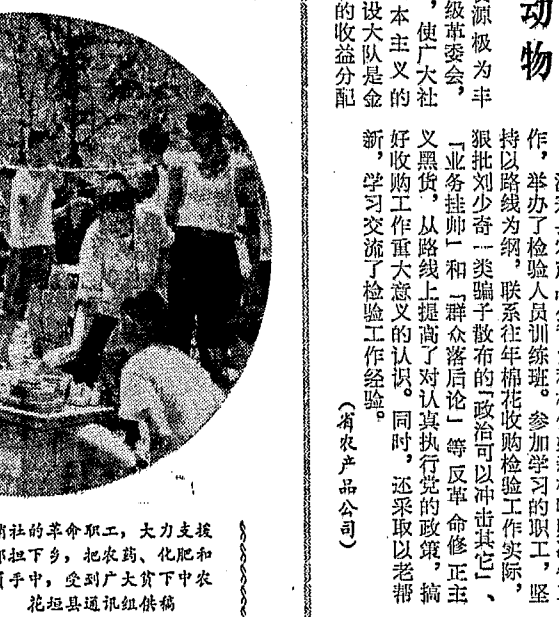 动物
资源极为丰
级革委会，
，使广大社
本主义的
设大队是金
的收益分配
作，举办了检验人员训练班。参加学习的职工，坚
持以路线为纲，联系往年棉花收购检验工作实际，
狠批刘少奇一类骗子散布的「政治可以冲击其它」、
「业务挂帅」和「群众落后论」等反革命修正主
义黑货，从路线上提高了对认真执行党的政策，搞
好收购工作重大意义的认识。同时，还采取以老帮
新，学习交流了检验工作经验。
（省农产品公司）
销社的革命职工，大力支援
担下乡，把农药、化肥和
手中，受到广大贫下中农
花垣县通讯组供稿